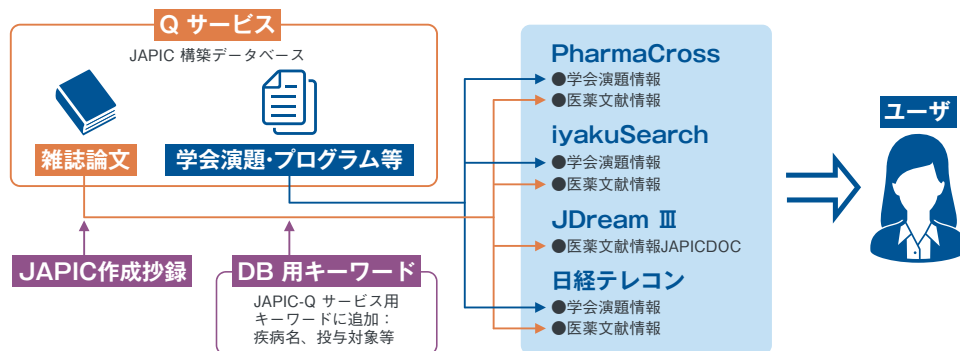 Q サービス
JAPIC 構築データベース
雑誌論文
学会演題・プログラム等
JAPIC作成抄録
DB 用キーワード
JAPIC-Q サービス用
キーワードに追加：
疾病名、投与対象等
PharmaCross
●学会演題情報
●医薬文献情報
iyakuSearch
●学会演題情報
●医薬文献情報
JDream Ⅲ
●医薬文献情報JAPICDOC
日経テレコン
●学会演題情報
●医薬文献情報
ユーザ